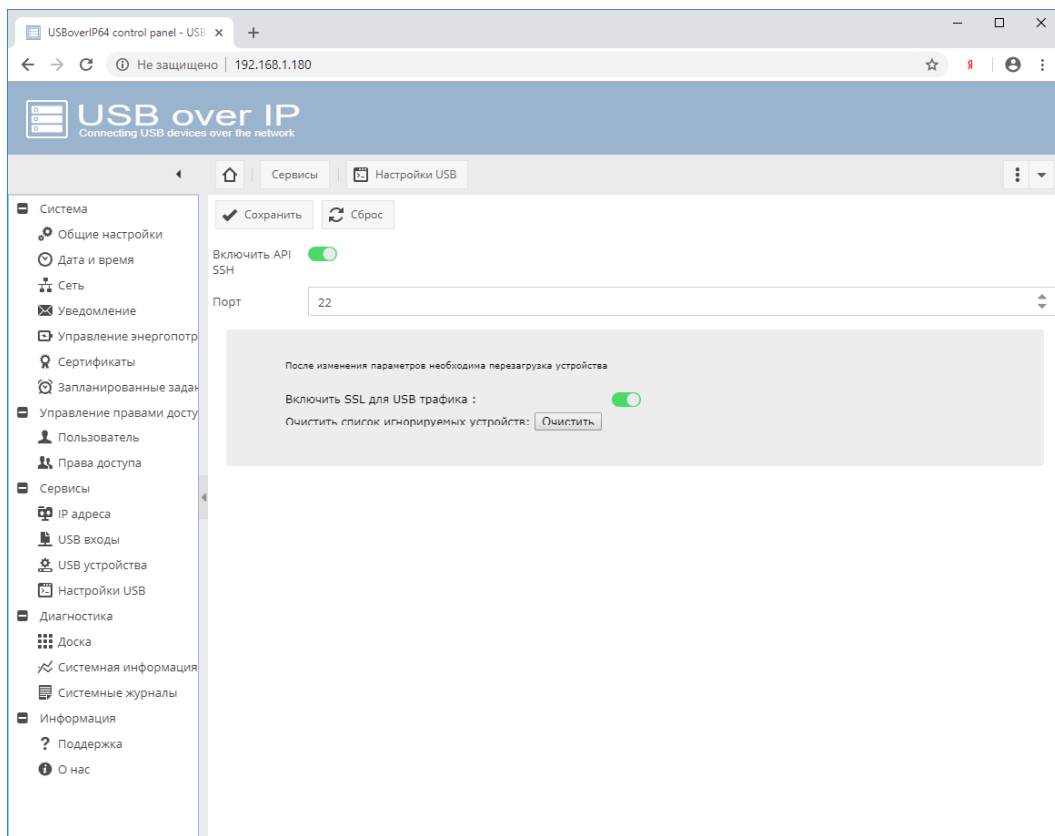 USBoverIP64 control panel - USB
Не защищено
192.168.1.180
Я
USB over IP
Connecting USB devices over the network
Сервисы
Настройки USB
Система
Общие настройки
Дата и время
Сеть
Уведомление
Управление энергопотр
Сертификаты
Запланированные задан
Управление правами досту
Пользователь
Права доступа
Сервисы
IP адреса
USB входы
USB устройства
Настройки USB
Диагностика
Доска
Системная информация
Системные журналы
Информация
Поддержка
О нас
Сохранить
Сброс
Включить API
SSH
Порт
22
После изменения параметров необходима перезагрузка устройства
Включить SSL для USB трафика :
Очистить список игнорируемых устройств: Очистить